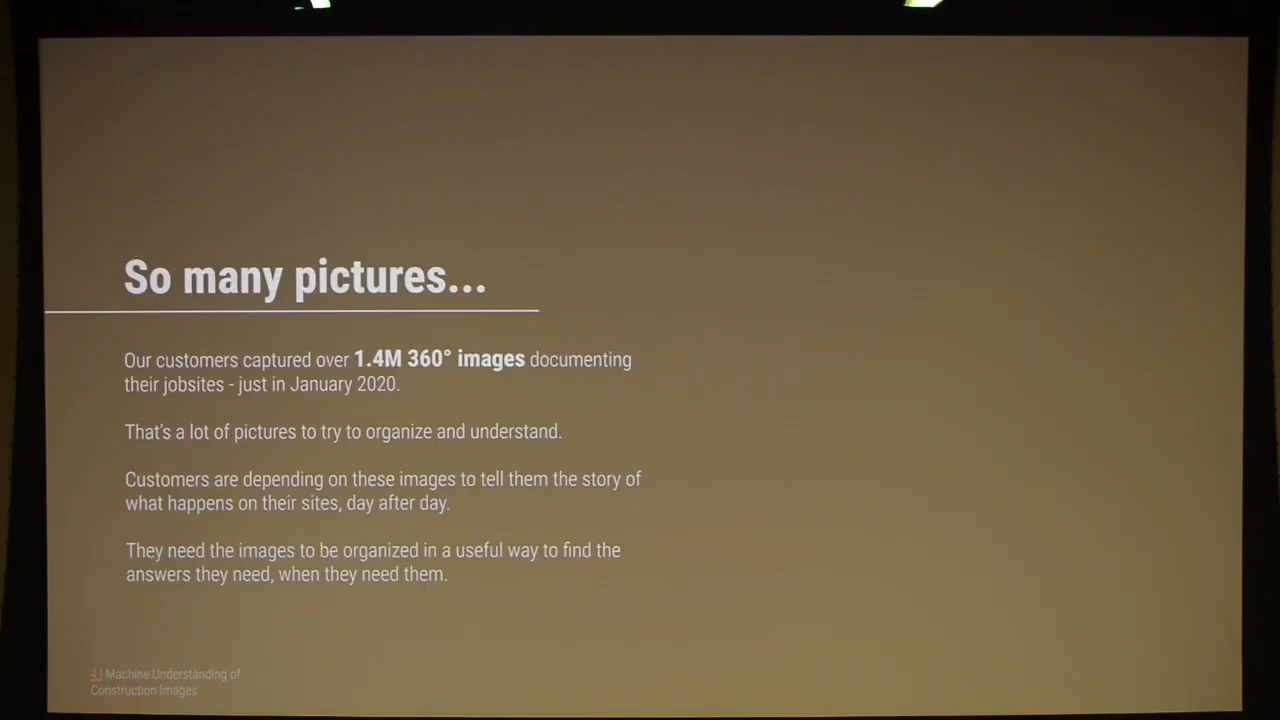 So many pictures...
Our customers captured over 1.4M 360° images documenting
their jobsites - just in January 2020.
That's a lot of pictures to try to organize and understand.
Customers are depending on these images to tell them the story of
what happens on their sites, day after day.
They need the images to be organized in a useful way to find the
answers they need, when they need them.
4 | Machine Understanding of
Construction Images